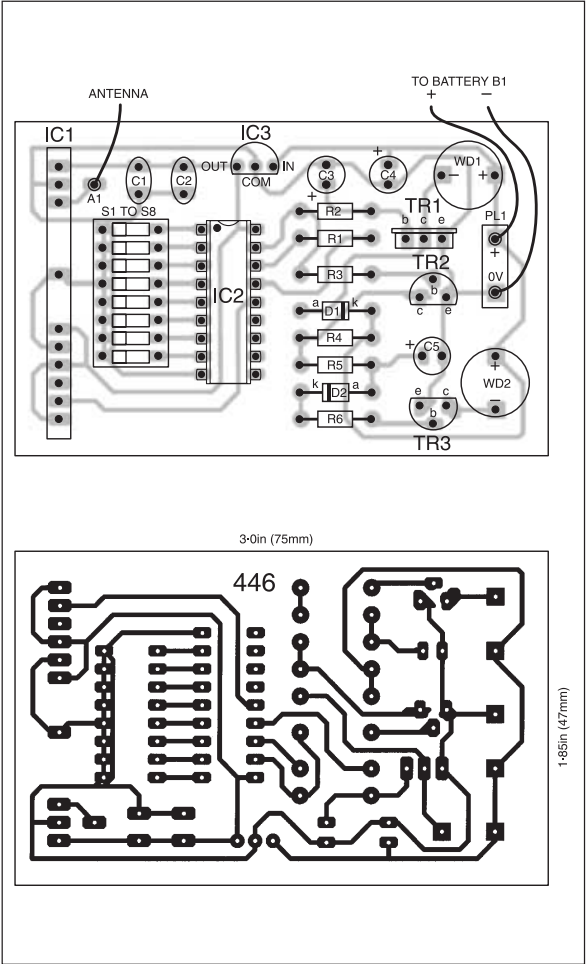 TO BATTERY B1
ANTENNA
+ −
IC1
IC3
OUT IN
COM
+
WD1
− +
C1
C2
C3
C4
A1
+
S1 TO S8
R2
TR1
PL1
b c e
R1
+
TR2
R3
0V
b
IC2
c e
a D1 k
R4
+ C5
+
R5
WD2
k D2 a
e c
−
b
R6
TR3
3·0in (75mm)
446
1·85in (47mm)